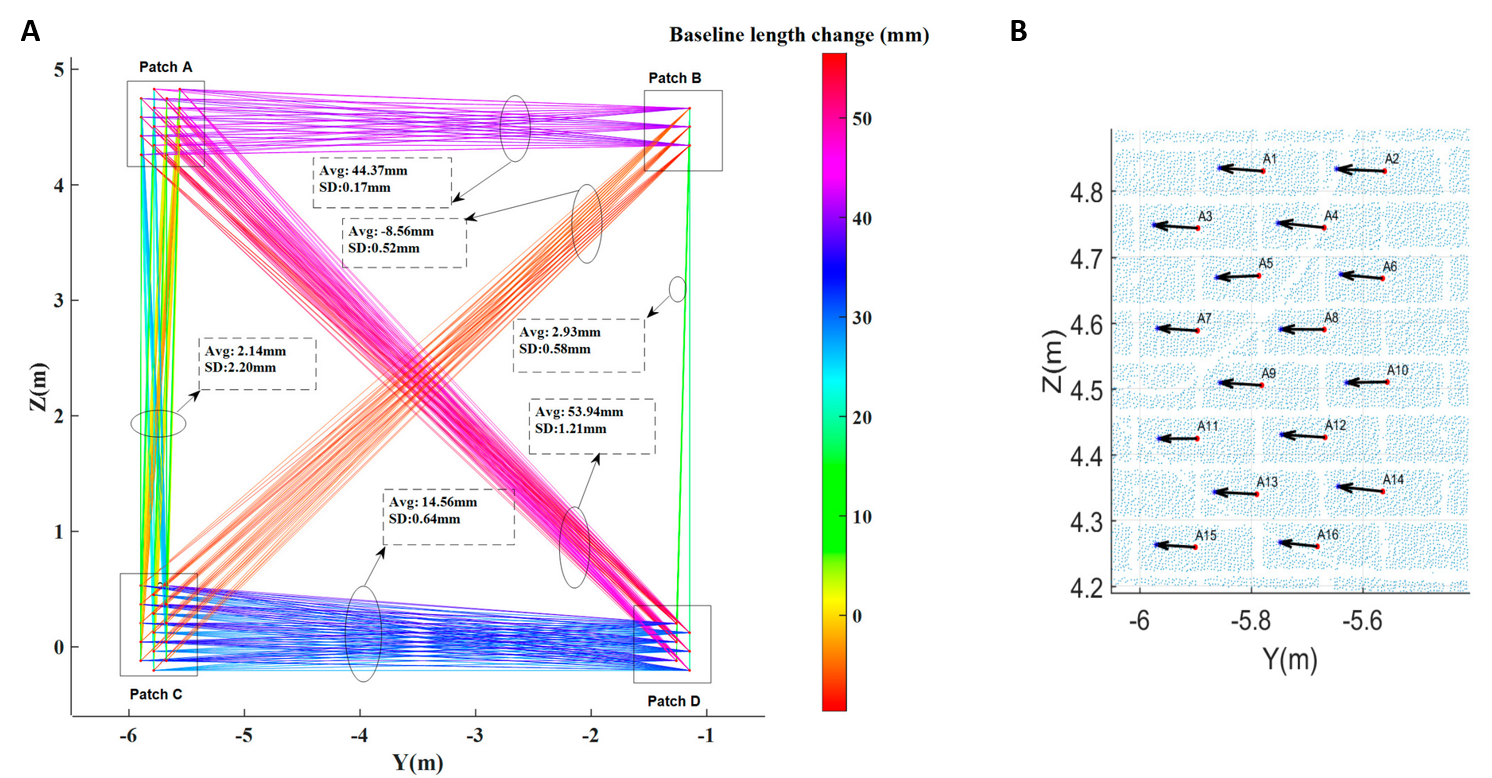 A
B
Baseline length change (mm)
Patch A
Patch B
5
4
3
2
1
0
Z(m)
Avg: 44.37mm
SD:0.17mm
Avg: -8.56mm
SD:0.52mm
Avg: 2.93mm
SD:0.58mm
Avg: 2.14mm
SD:2.20mm
Avg: 53.94mm
SD:1.21mm
Avg: 14.56mm
SD:0.64mm
Patch C
Patch D
-6
-5
-4
-3
-2
-1
Y(m)
50
40
30
20
10
0
A1
A2
A3
A4
A5
A6
A7
A8
A9
A10
A11
A12
A13
A14
A15
A16
4.8
4.7
4.6
4.5
4.4
4.3
4.2
Z(m)
-6
-5.8
-5.6
Y(m)